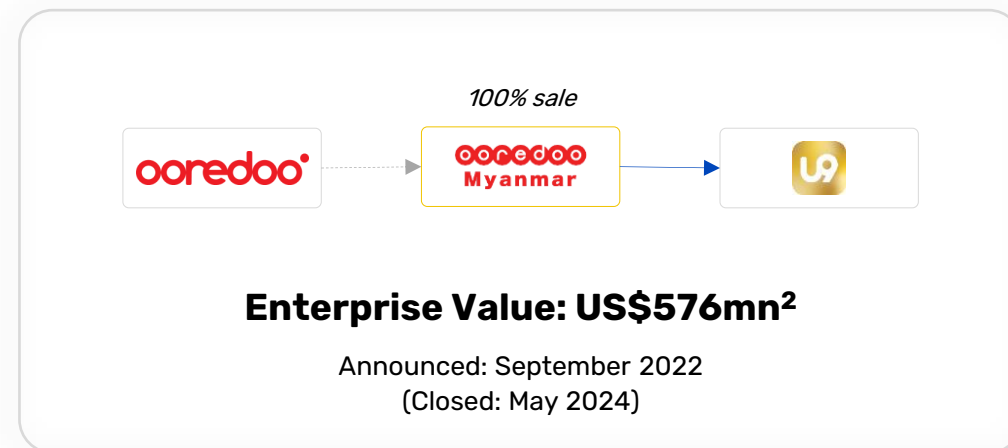 100% sale
ooredoo
ooredoo
Myanmar
U9
Enterprise Value: US$576mn²
Announced: September 2022
(Closed: May 2024)